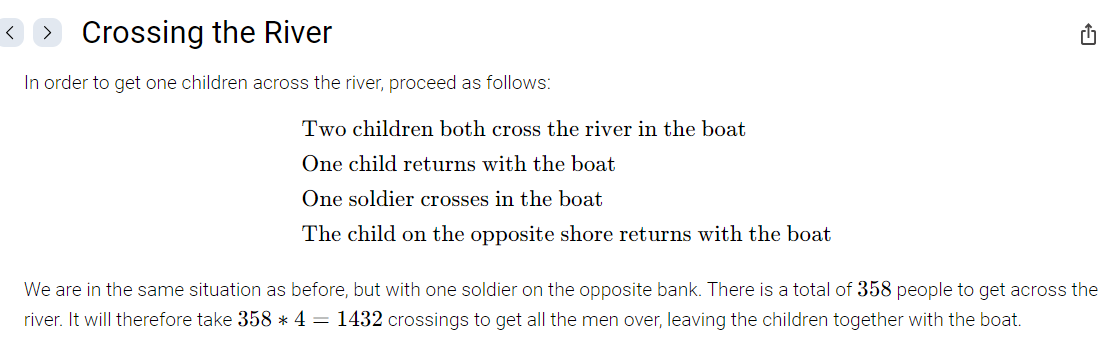 Crossing the River
In order to get one children across the river, proceed as follows:
Two children both cross the river in the boat
One child returns with the boat
One soldier crosses in the boat
The child on the opposite shore returns with the boat
We are in the same situation as before, but with one soldier on the opposite bank. There is a total of 358 people to get across the
river. It will therefore take 358 * 4 = 1432 crossings to get all the men over, leaving the children together with the boat.